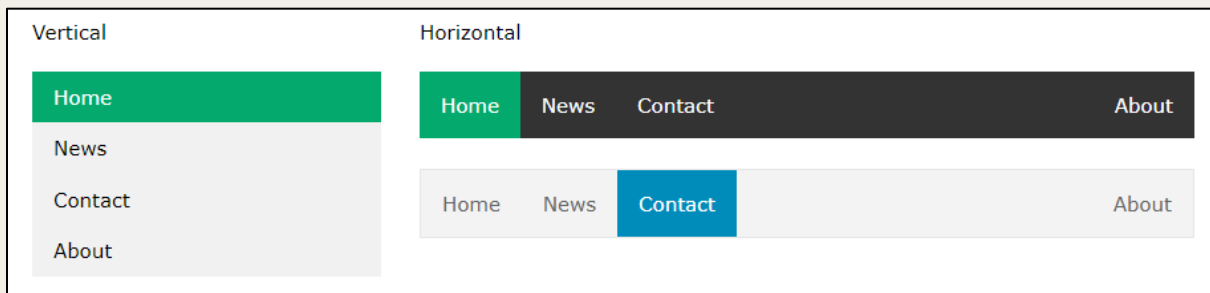 Vertical
Home
News
Contact
About
Horizontal
Home News Contact About
Home News Contact About